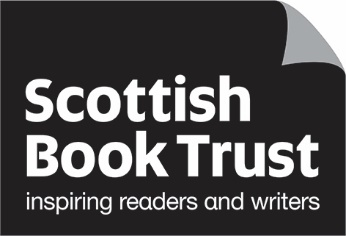 Scottish
Book Trust
inspiring readers and writers